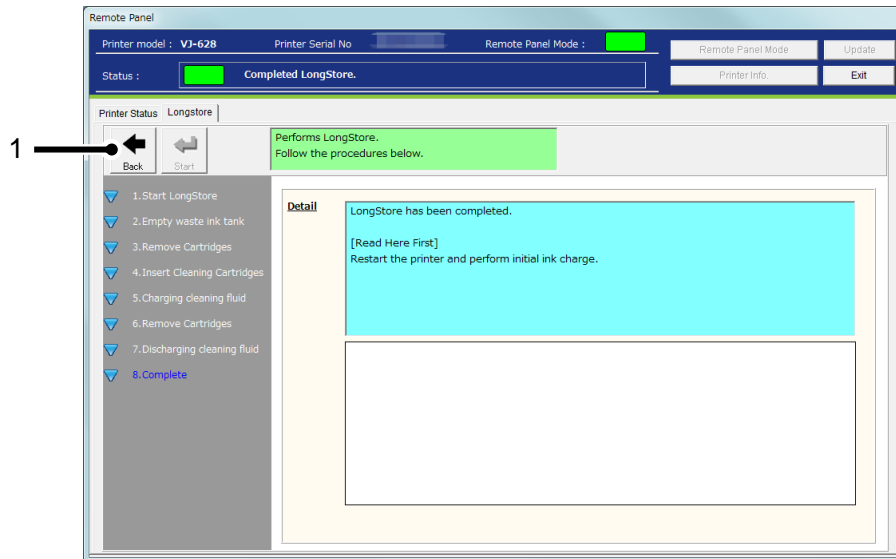 Remote Panel
Printer model : VJ-628 Printer Serial No Remote Panel Mode :
Remote Panel Mode Update
Status : Completed LongStore.
Printer Info. Exit
Printer Status Longstore
1
Back Start
Performs LongStore.
Follow the procedures below.
1.Start LongStore
2.Empty waste ink tank
3.Remove Cartridges
4.Insert Cleaning Cartridges
5.Charging cleaning fluid
6.Remove Cartridges
7.Discharging cleaning fluid
8.Complete
Detail
LongStore has been completed.
[Read Here First]
Restart the printer and perform initial ink charge.